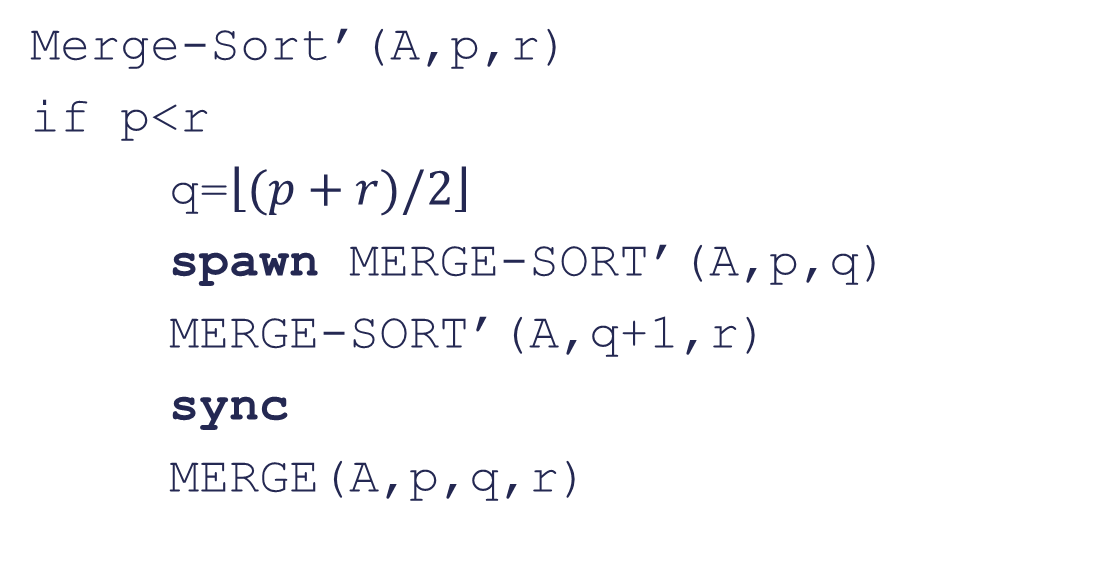 Merge-Sort’(A,p,r)
if p<r
q=⌊(p + r)/2⌋
spawn MERGE-SORT’(A,p,q)
MERGE-SORT’(A,q+1,r)
sync
MERGE(A,p,q,r)